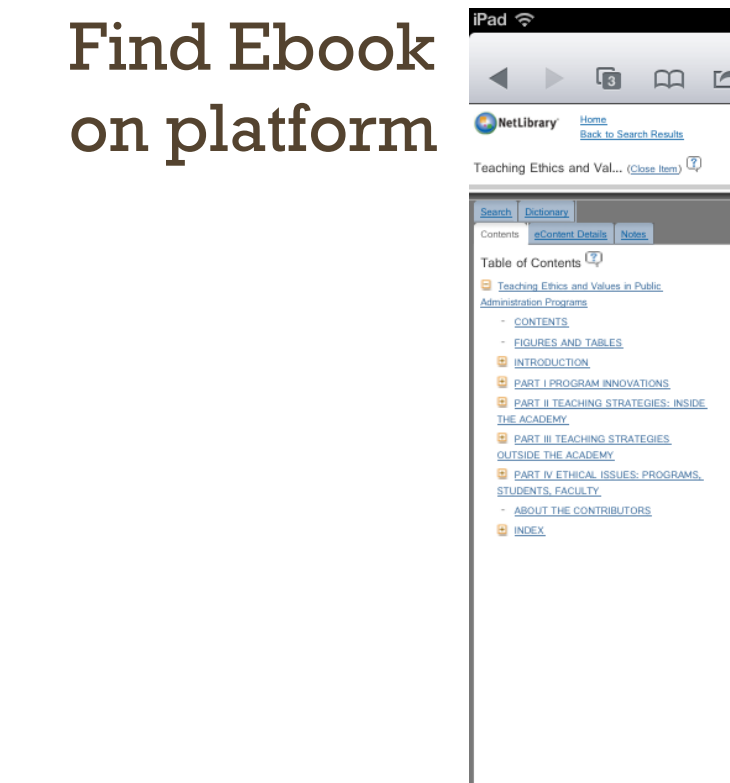 Find Ebook
on platform
iPad
3
NetLibrary
Home
Back to Search Results
Teaching Ethics and Val... (Close Item) ?
Search Dictionary
Contents eContent Details Notes
Table of Contents ?
Teaching Ethics and Values in Public
Administration Programs
- CONTENTS
- FIGURES AND TABLES
INTRODUCTION
PART I PROGRAM INNOVATIONS
PART II TEACHING STRATEGIES: INSIDE
THE ACADEMY
PART III TEACHING STRATEGIES
OUTSIDE THE ACADEMY
PART IV ETHICAL ISSUES: PROGRAMS,
STUDENTS, FACULTY
- ABOUT THE CONTRIBUTORS
INDEX